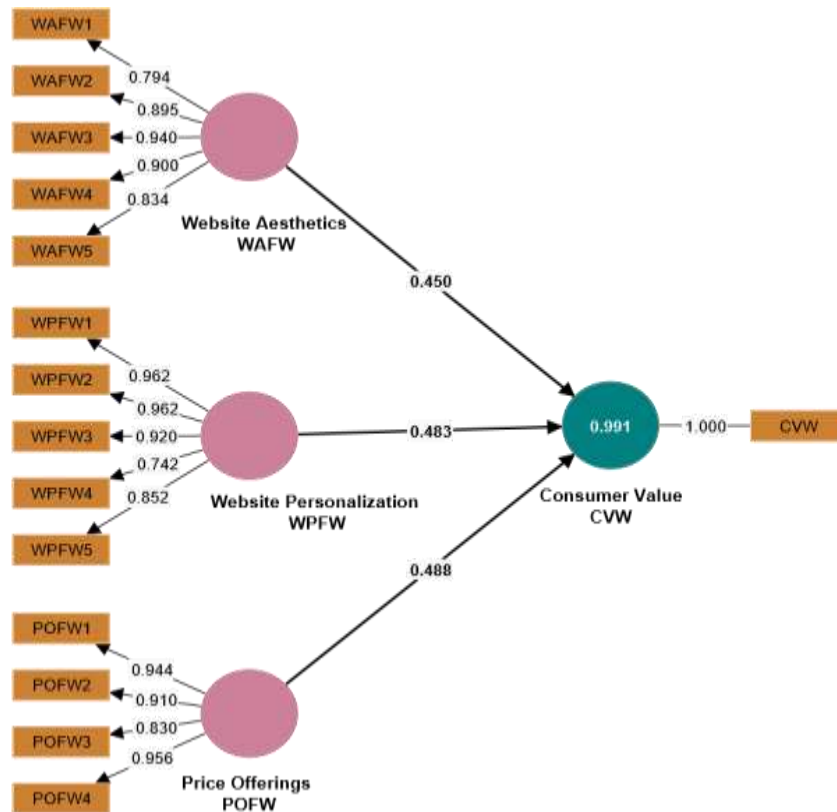 WAFW1
0.794
WAFW2
0.895
WAFW3
0.940
WAFW4
0.900
WAFW5
0.834
Website Aesthetics
WAFW
0.450
WPFW1
0.962
WPFW2
0.962
WPFW3
0.920
WPFW4
0.742
WPFW5
0.852
Website Personalization
WPFW
0.483
0.991
1.000
CVW
Consumer Value
CVW
0.488
POFW1
0.944
POFW2
0.910
POFW3
0.830
POFW4
0.956
Price Offerings
POFW